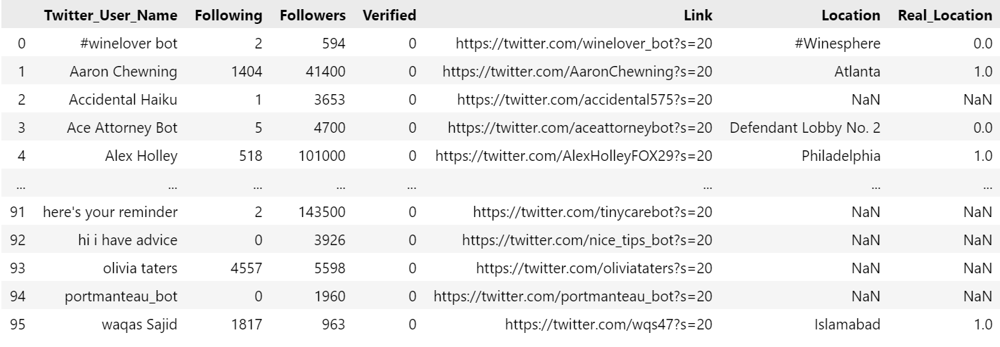 Twitter_User_Name Following Followers Verified Link Location Real_Location
0 #winelover bot 2 594 0 https://twitter.com/winelover_bot?s=20 #Winesphere 0.0
1 Aaron Chewning 1404 41400 0 https://twitter.com/AaronChewning?s=20 Atlanta 1.0
2 Accidental Haiku 1 3653 0 https://twitter.com/accidental575?s=20 NaN NaN
3 Ace Attorney Bot 5 4700 0 https://twitter.com/aceattorneybot?s=20 Defendant Lobby No. 2 0.0
4 Alex Holley 518 101000 0 https://twitter.com/AlexHolleyFOX29?s=20 Philadelphia 1.0
... ... ... ... ... ... ... ...
91 here's your reminder 2 143500 0 https://twitter.com/tinycarebot?s=20 NaN NaN
92 hi i have advice 0 3926 0 https://twitter.com/nice_tips_bot?s=20 NaN NaN
93 olivia taters 4557 5598 0 https://twitter.com/oliviataters?s=20 NaN NaN
94 portmanteau_bot 0 1960 0 https://twitter.com/portmanteau_bot?s=20 NaN NaN
95 waqas Sajid 1817 963 0 https://twitter.com/wqs47?s=20 Islamabad 1.0